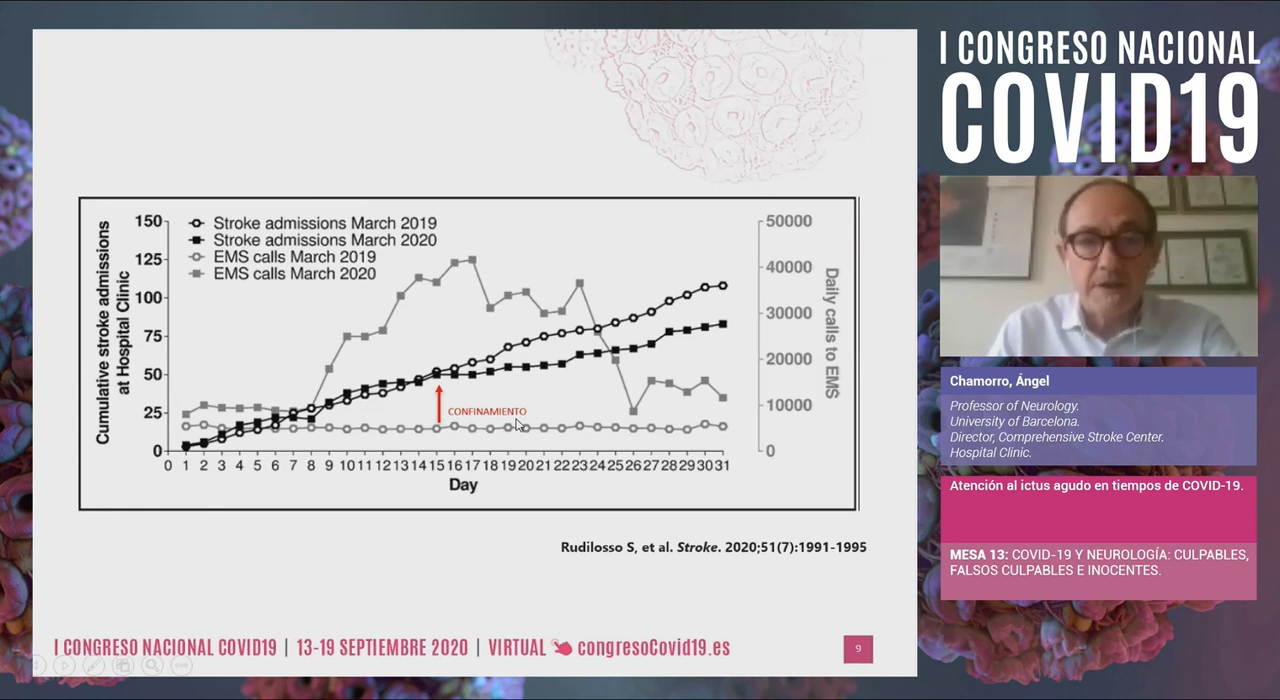 I CONGRESO NACIONAL
COVID19
150
125
100
75
50
25
0
Cumulative stroke admissions
at Hospital Clinic
Stroke admissions March 2019
Stroke admissions March 2020
EMS calls March 2019
EMS calls March 2020
50000
40000
30000
20000
10000
0
Daily calls to EMS
CONFINAMIENTO
0 1 2 3 4 5 6 7 8 9 10 11 12 13 14 15 16 17 18 19 20 21 22 23 24 25 26 27 28 29 30 31
Day
Rudilosso S, et al. Stroke. 2020;51(7):1991-1995
I CONGRESO NACIONAL COVID19 | 13-19 SEPTIEMBRE 2020 | VIRTUAL congresoCovid19.es
9
Chamorro, Ángel
Professor of Neurology.
University of Barcelona.
Director, Comprehensive Stroke Center.
Hospital Clinic.
Atención al ictus agudo en tiempos de COVID-19.
MESA 13: COVID-19 Y NEUROLOGÍA: CULPABLES,
FALSOS CULPABLES E INOCENTES.